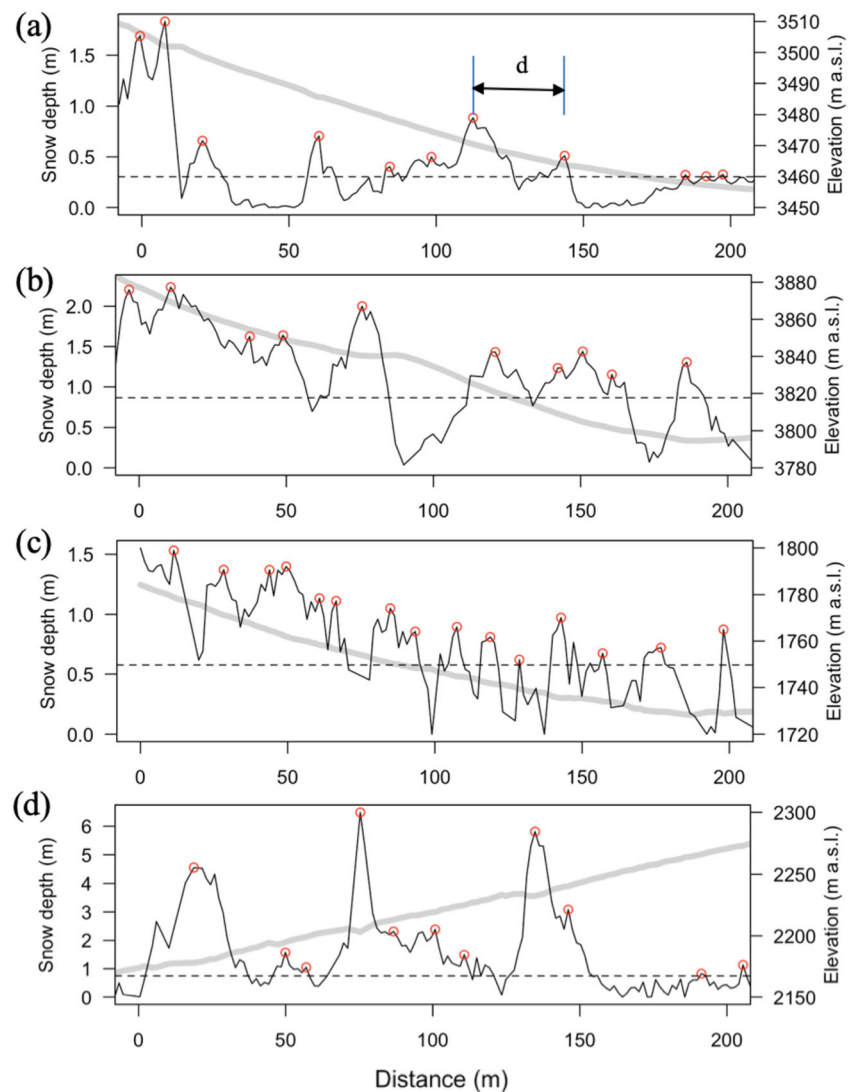 (a)
Snow depth (m)
1.5
1.0
0.5
0.0
d
3510
3500
3490
3480
3470
3460
3450
Elevation (m a.s.l.)
0 50 100 150 200
(b)
Snow depth (m)
2.0
1.5
1.0
0.5
0.0
3880
3860
3840
3820
3800
3780
Elevation (m a.s.l.)
0 50 100 150 200
(c)
Snow depth (m)
1.5
1.0
0.5
0.0
1800
1780
1760
1740
1720
Elevation (m a.s.l.)
0 50 100 150 200
(d)
Snow depth (m)
6
5
4
3
2
1
0
2300
2250
2200
2150
Elevation (m a.s.l.)
0 50 100 150 200
Distance (m)